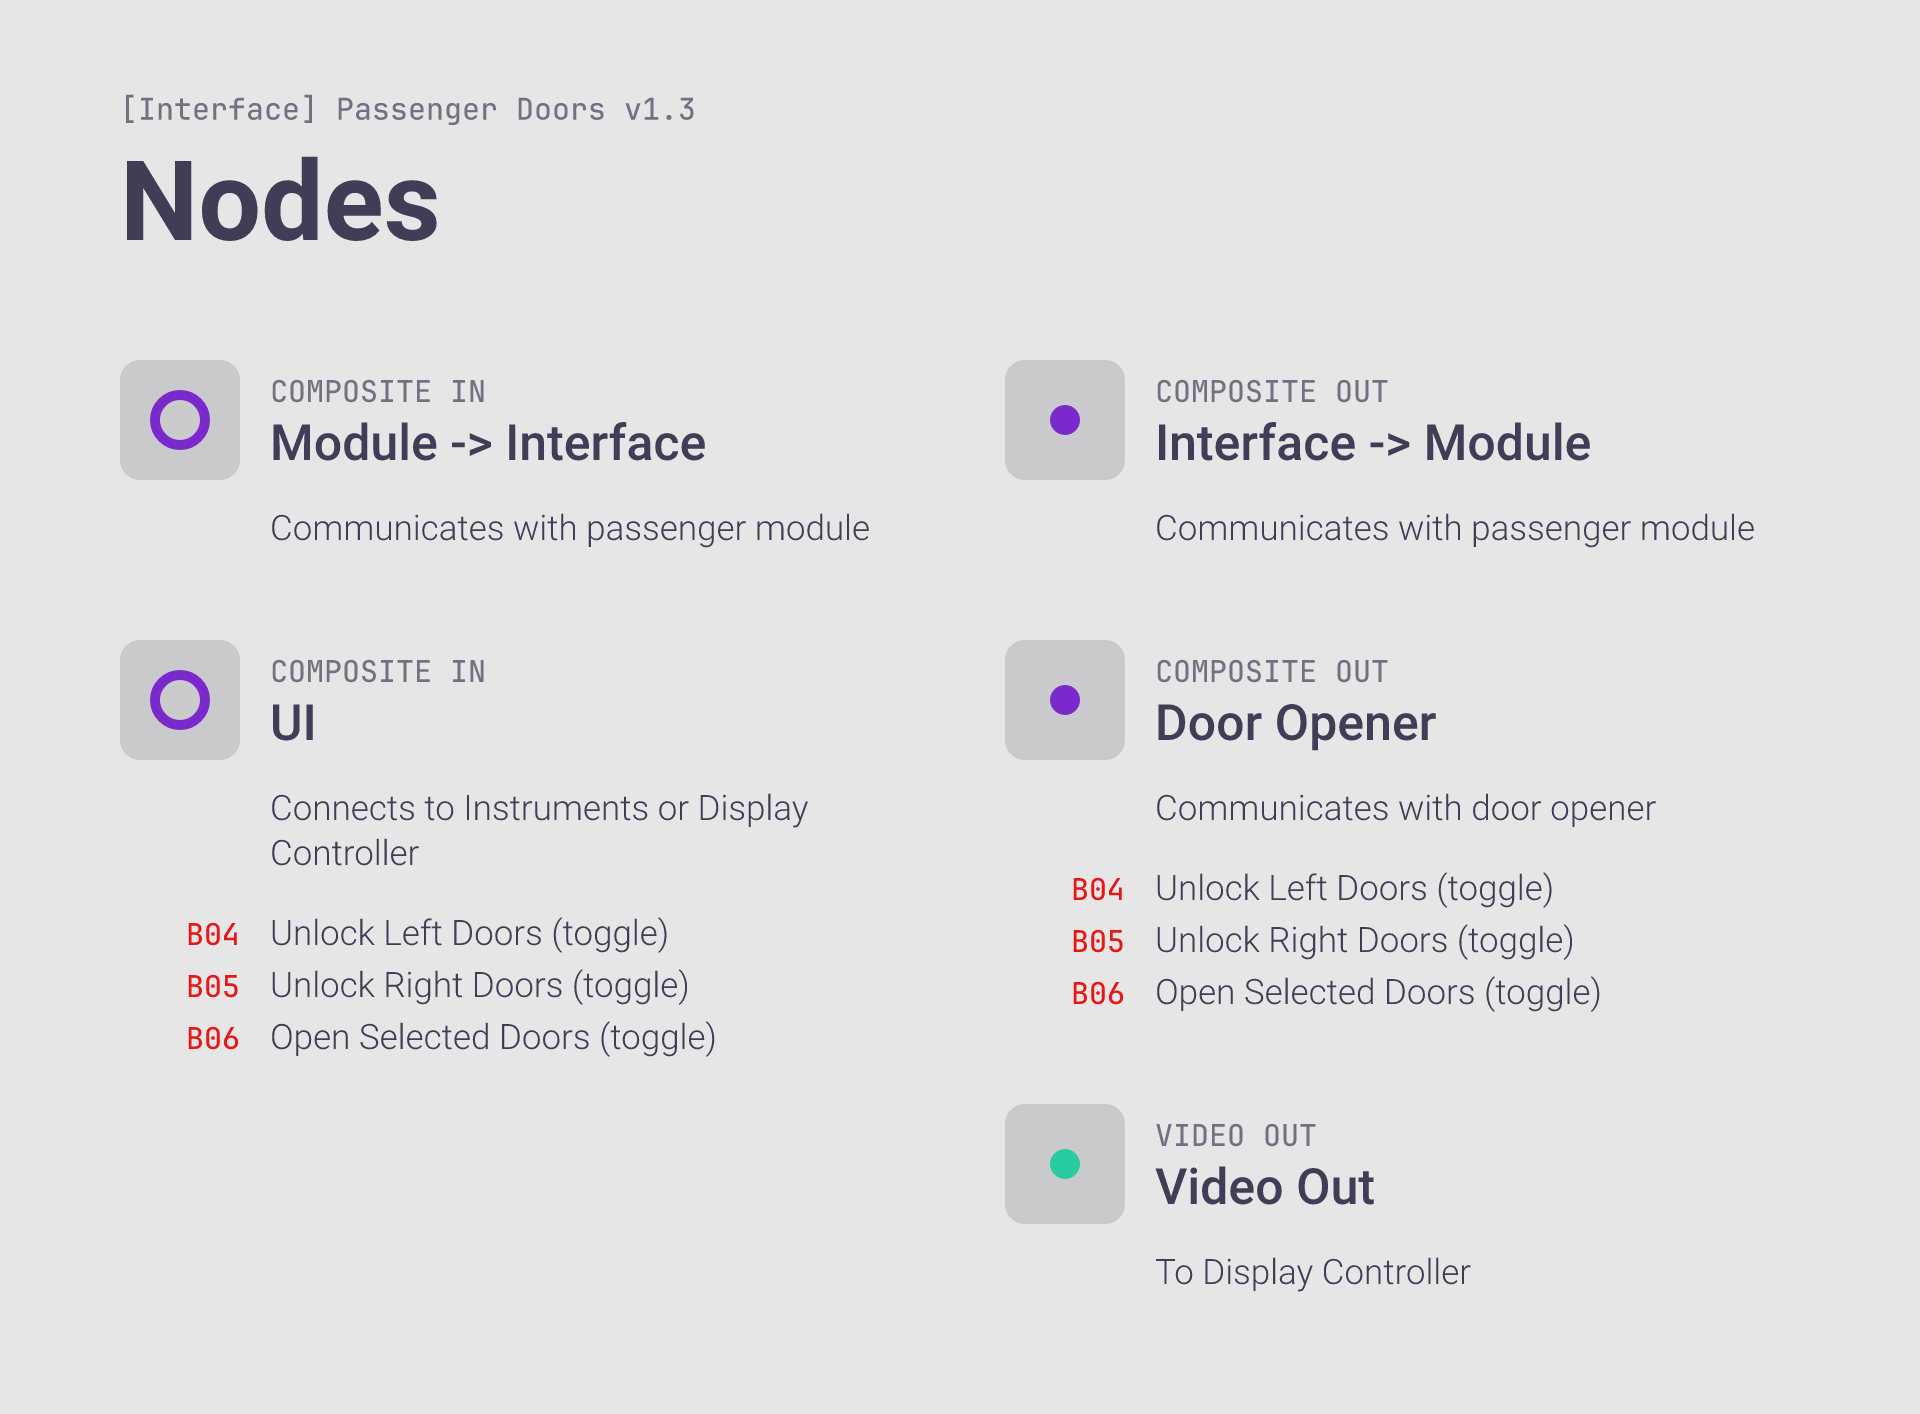 [Interface] Passenger Doors v1.3
Nodes
COMPOSITE IN
Module -> Interface
Communicates with passenger module
COMPOSITE IN
UI
Connects to Instruments or Display
Controller
B04 Unlock Left Doors (toggle)
B05 Unlock Right Doors (toggle)
B06 Open Selected Doors (toggle)
COMPOSITE OUT
Interface -> Module
Communicates with passenger module
COMPOSITE OUT
Door Opener
Communicates with door opener
B04 Unlock Left Doors (toggle)
B05 Unlock Right Doors (toggle)
B06 Open Selected Doors (toggle)
VIDEO OUT
Video Out
To Display Controller